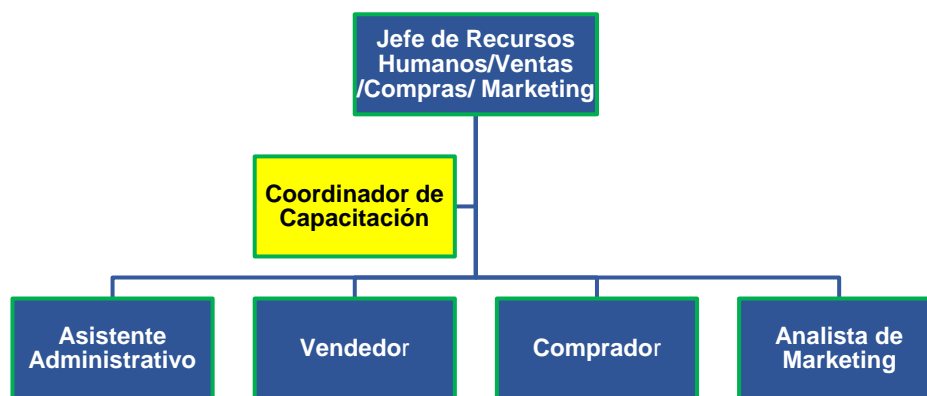 Jefe de Recursos
Humanos/Ventas
/Compras/ Marketing
Coordinador de
Capacitación
Asistente
Administrativo
Vendedor
Comprador
Analista de
Marketing